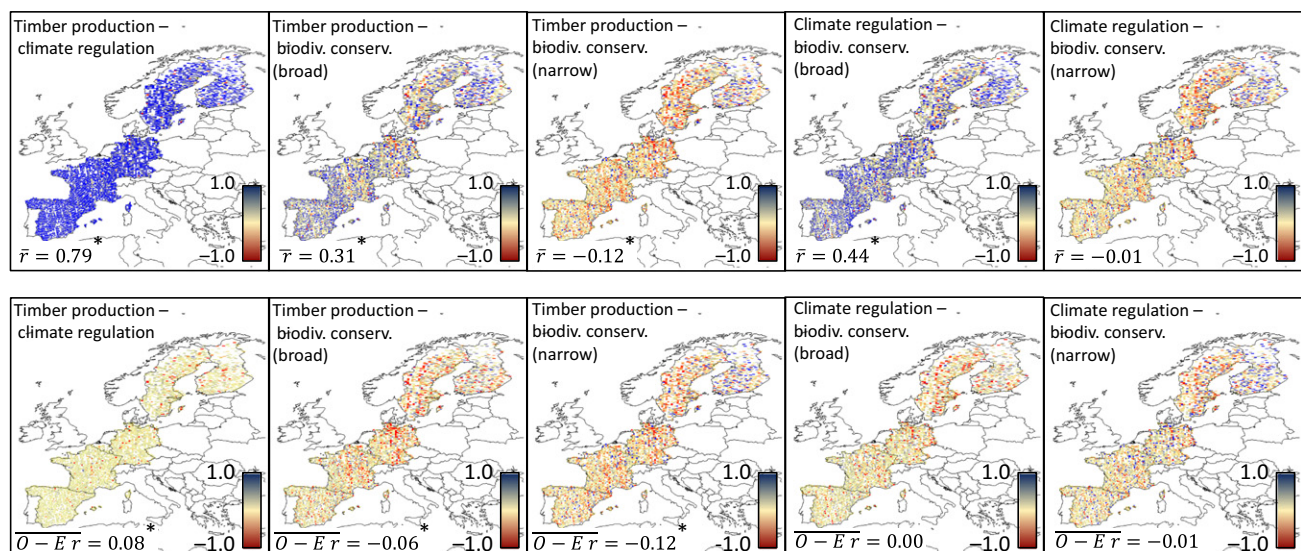 Timber production –
climate regulation
1.0
−1.0
*
r̅ = 0.79
Timber production –
biodiv. conserv.
(broad)
1.0
−1.0
*
r̅ = 0.31
Timber production –
biodiv. conserv.
(narrow)
1.0
−1.0
*
r̅ = −0.12
Climate regulation –
biodiv. conserv.
(broad)
1.0
−1.0
*
r̅ = 0.44
Climate regulation –
biodiv. conserv.
(narrow)
1.0
−1.0
r̅ = −0.01
Timber production –
climate regulation
1.0
−1.0
*
O − E r = 0.08
Timber production –
biodiv. conserv.
(broad)
1.0
−1.0
*
O − E r = −0.06
Timber production –
biodiv. conserv.
(narrow)
1.0
−1.0
*
O − E r = −0.12
Climate regulation –
biodiv. conserv.
(broad)
1.0
−1.0
O − E r = 0.00
Climate regulation –
biodiv. conserv.
(narrow)
1.0
−1.0
O − E r = −0.01